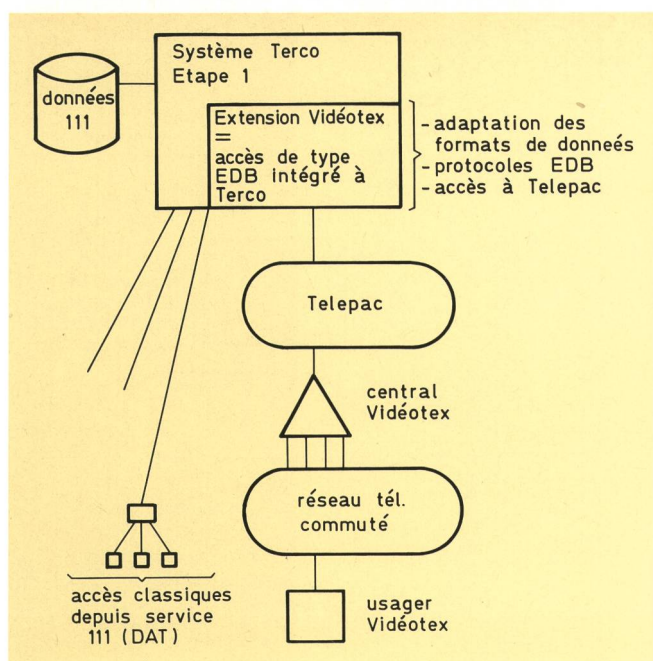 Système Terco
Etape 1
données
111
Extension Vidéotex
=
accès de type
EDB intégré à
Terco
- adaptation des
formats de donneés
- protocoles EDB
- accès à Telepac
Telepac
central
Vidéotex
réseau tél.
commuté
accès classiques
depuis service
111 (DAT)
usager
Vidéotex